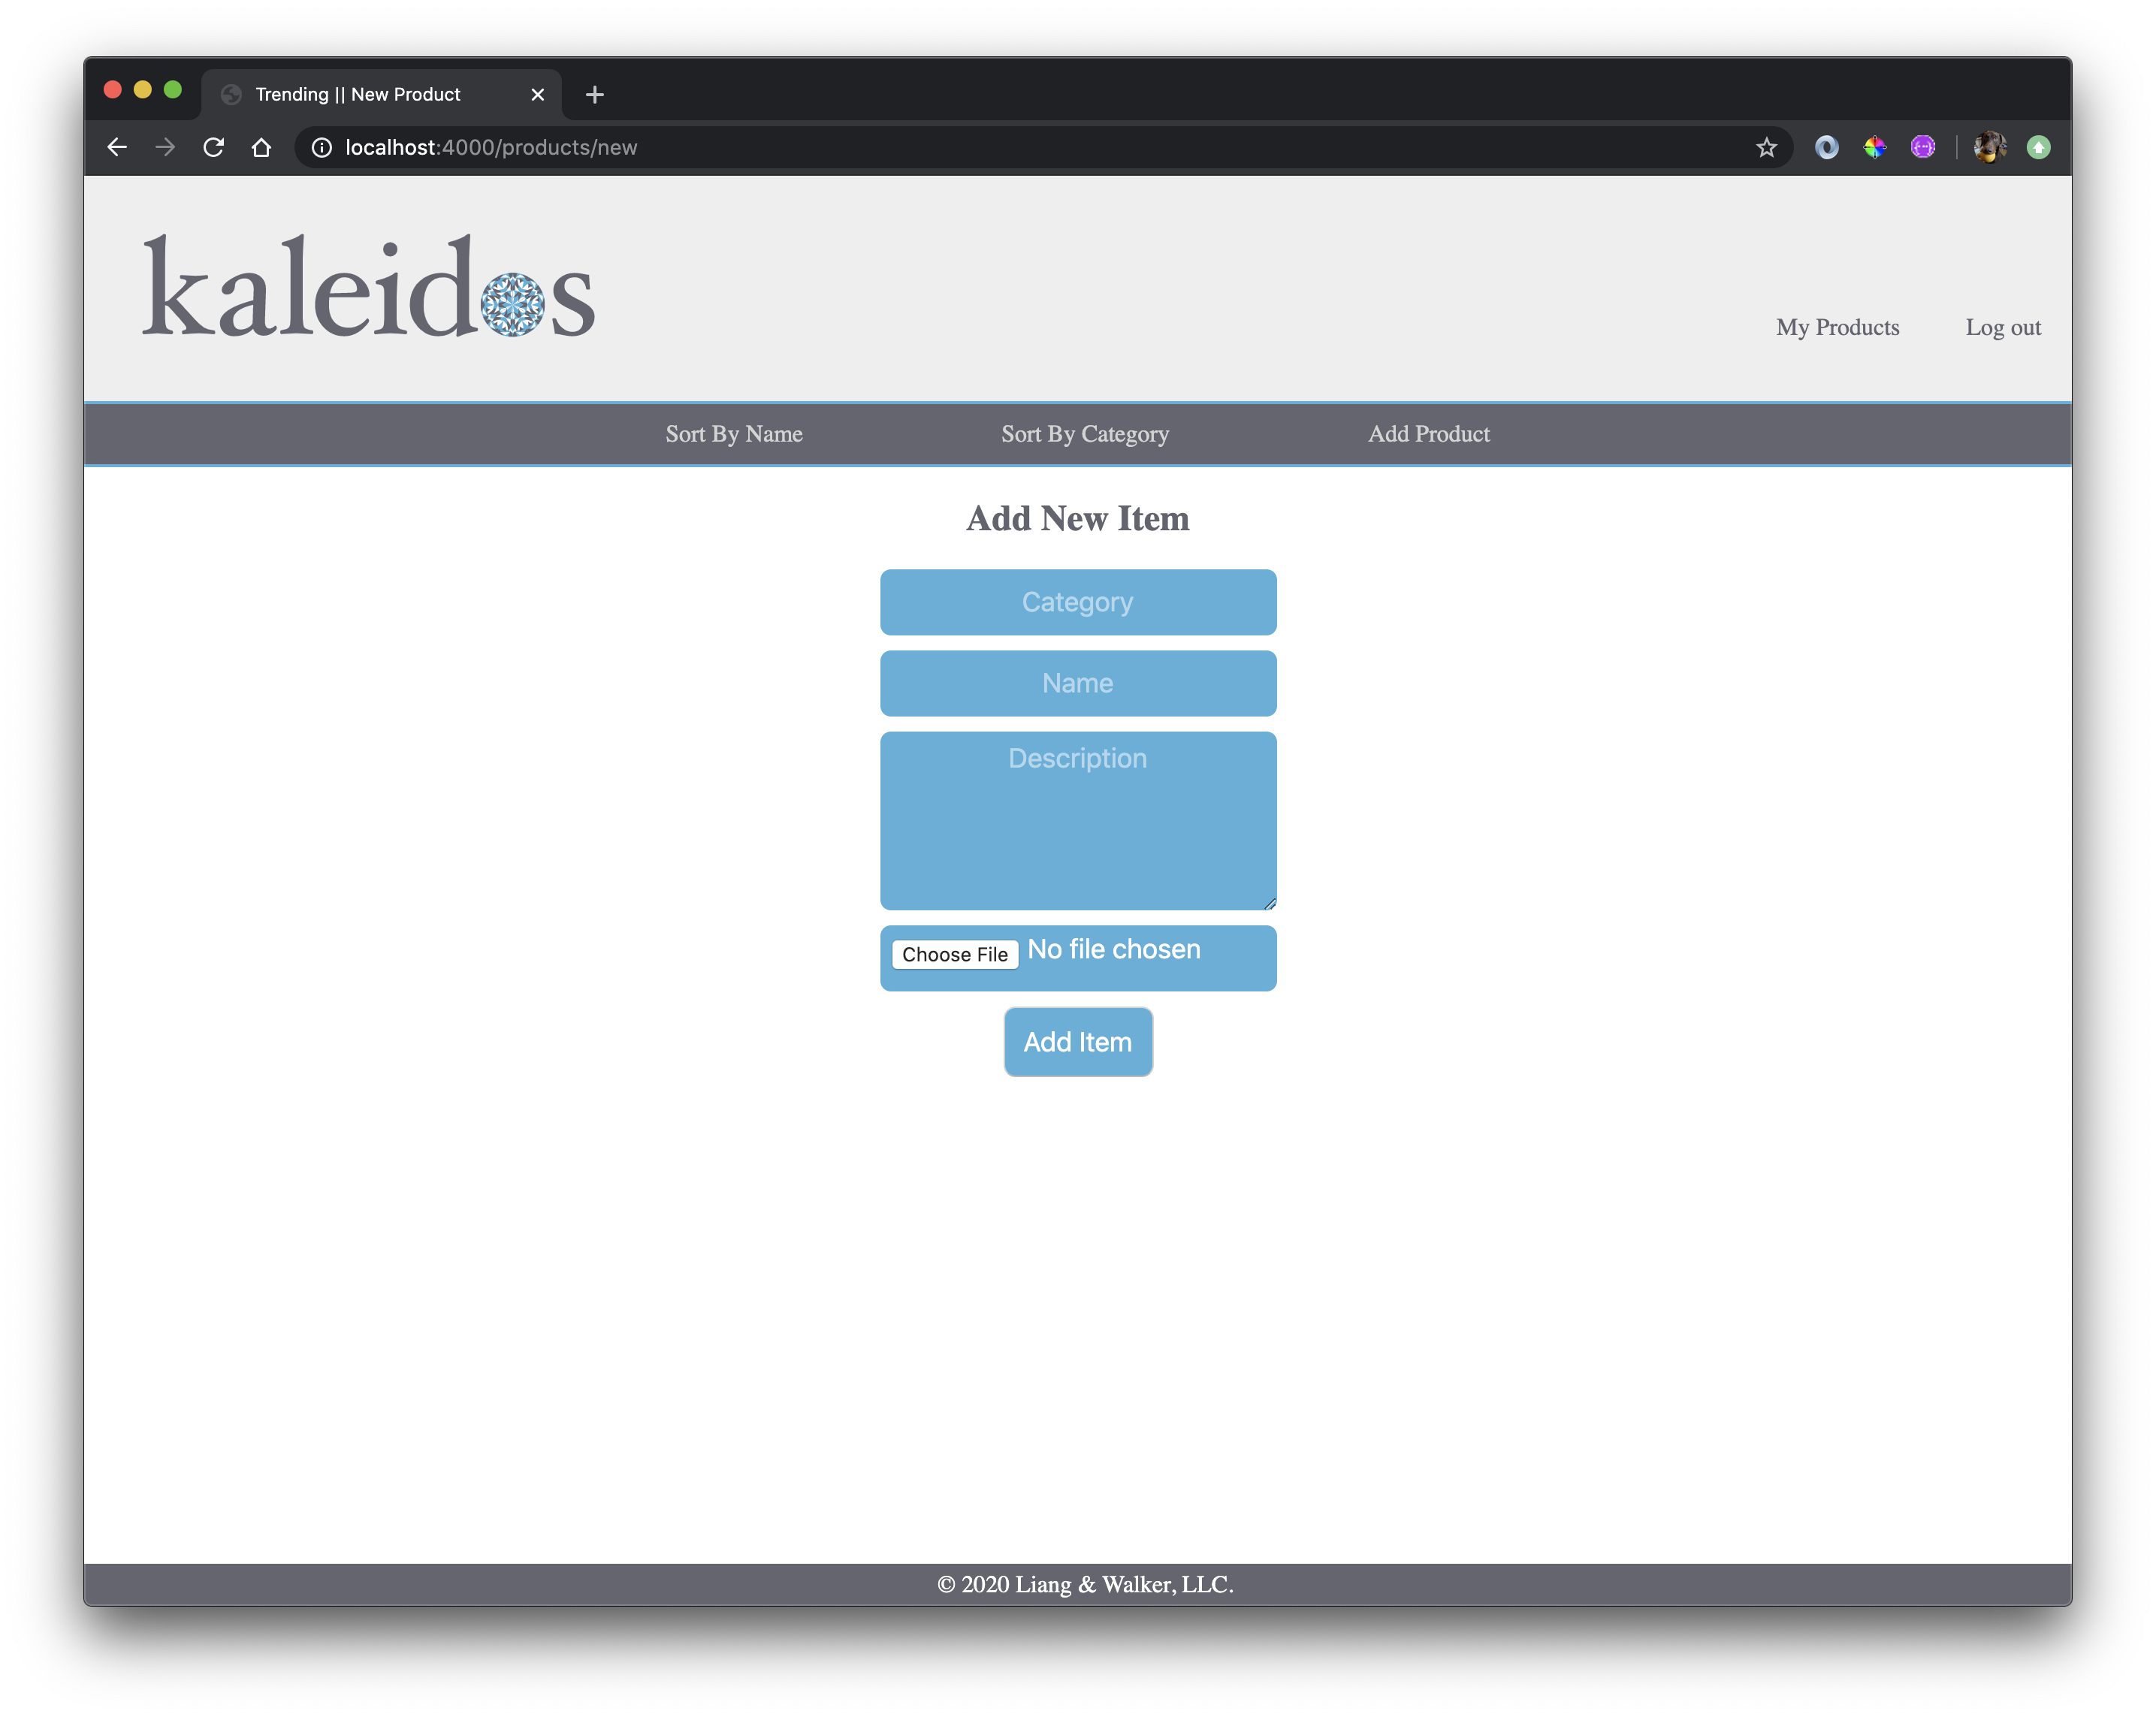 Trending || New Product
localhost:4000/products/new
kaleidos
My Products Log out
Sort By Name Sort By Category Add Product
Add New Item
Category
Name
Description
Choose File No file chosen
Add Item
© 2020 Liang & Walker, LLC.